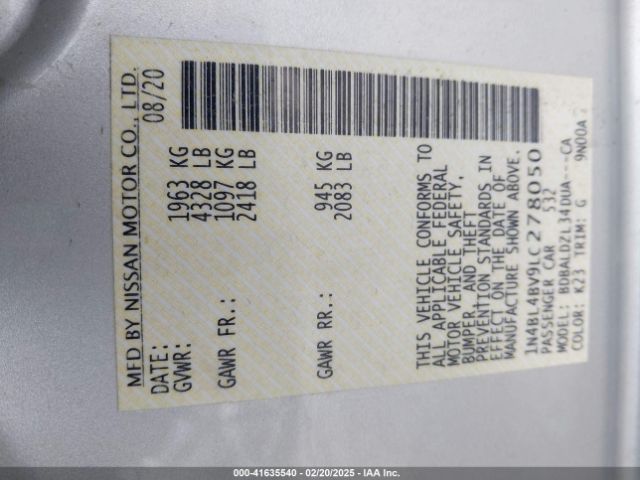 MFD BY NISSAN MOTOR CO., LTD.
DATE: 08/20
GVWR: 1963 KG
4328 LB
GAWR FR.: 1097 KG
2418 LB
GAWR RR.: 945 KG
2083 LB
THIS VEHICLE CONFORMS TO
ALL APPLICABLE FEDERAL
MOTOR VEHICLE SAFETY,
BUMPER, AND THEFT
PREVENTION STANDARDS IN
EFFECT ON THE DATE OF
MANUFACTURE SHOWN ABOVE.
1N4BL4BV9LC278050
PASSENGER CAR 532
MODEL: BDBALDZL34DUA----CA
COLOR: K23 TRIM: G 9N00A
000-41635540 - 02/20/2025 - IAA Inc.